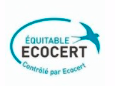 ÉQUITABLE
ECOCERT
Contrôlé par Ecocert